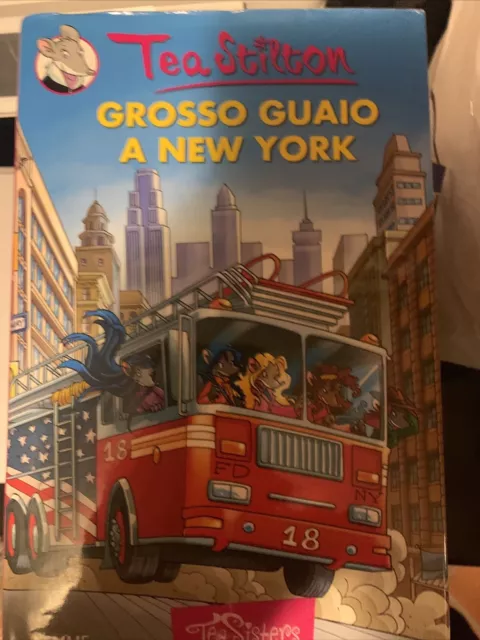 Tea Stilton
GROSSO GUAIO
A NEW YORK
18
FD
NY
18
Tea Sisters